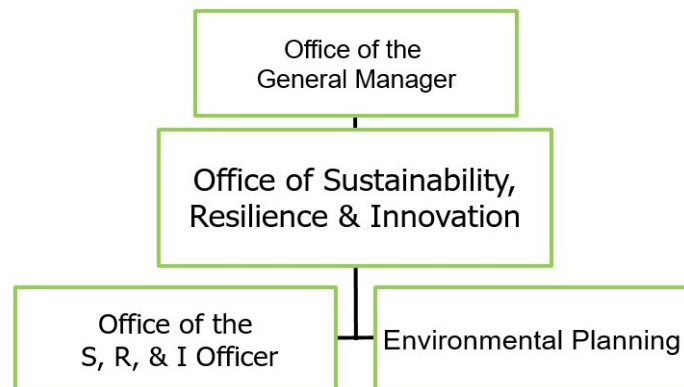 Office of the
General Manager
Office of Sustainability,
Resilience & Innovation
Office of the
S, R, & I Officer
Environmental Planning